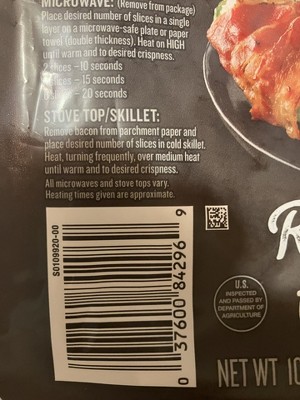 MICROWAVE: (Remove from package)
Place desired number of slices in a single
layer on a microwave-safe plate or paper
towel (double thickness). Heat on HIGH
until warm and to desired crispness.
2 slices – 10 seconds
slices – 15 seconds
– 20 seconds
STOVE TOP/SKILLET:
Remove bacon from parchment paper and
place desired number of slices in cold skillet.
Heat, turning frequently, over medium heat
until warm and to desired crispness.
All microwaves and stove tops vary.
Heating times given are approximate.
S0109920-00
0 37600 84296 9
U.S.
INSPECTED
AND PASSED BY
DEPARTMENT OF
AGRICULTURE
NET WT